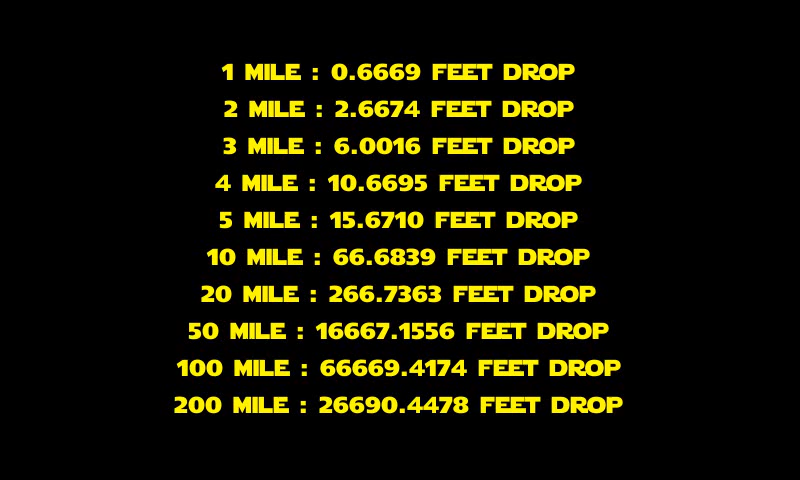 1 MILE : 0.6669 FEET DROP
2 MILE : 2.6674 FEET DROP
3 MILE : 6.0016 FEET DROP
4 MILE : 10.6695 FEET DROP
5 MILE : 15.6710 FEET DROP
10 MILE : 66.6839 FEET DROP
20 MILE : 266.7363 FEET DROP
50 MILE : 16667.1556 FEET DROP
100 MILE : 66669.4174 FEET DROP
200 MILE : 26690.4478 FEET DROP